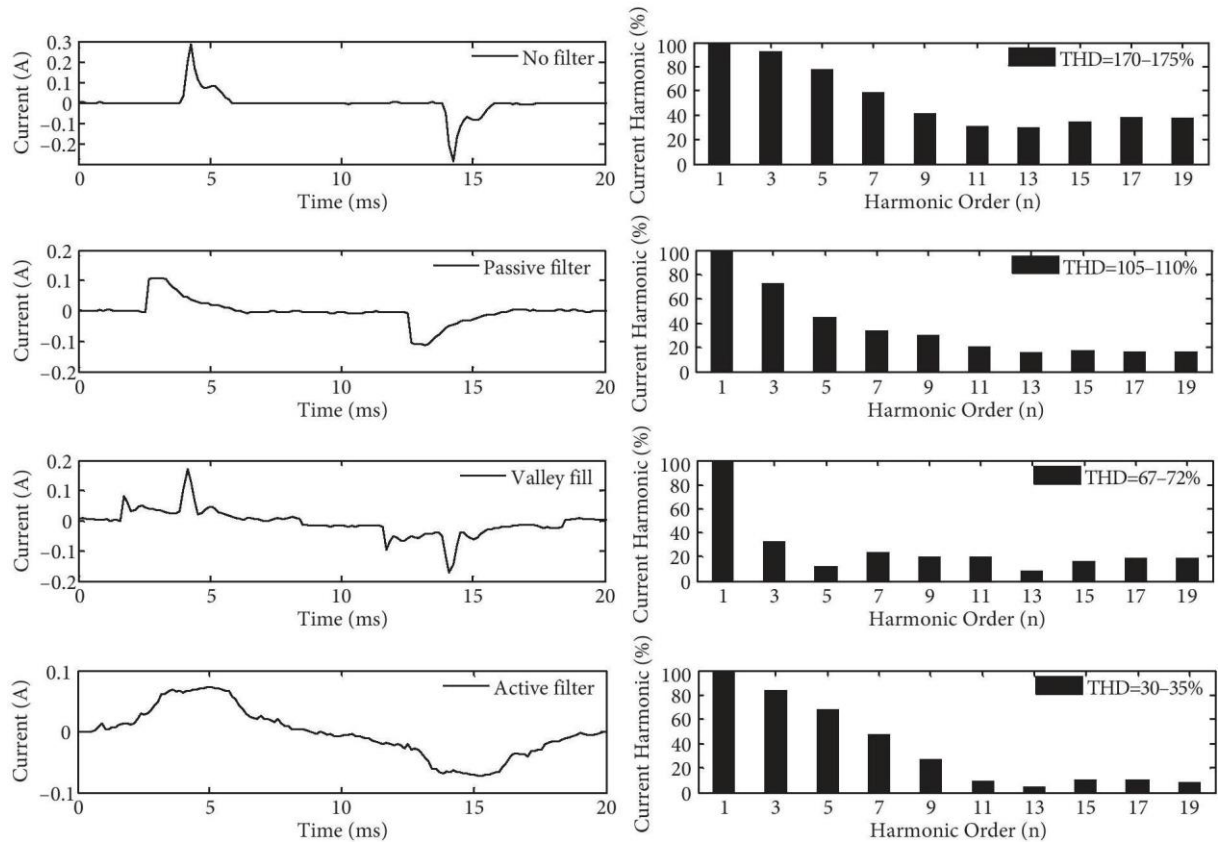 Current (A)
0.3
0.2
0.1
0
−0.1
−0.2
No filter
0 5 10 15 20
Time (ms)
Current Harmonic (%)
100
80
60
40
20
0
THD=170–175%
1 3 5 7 9 11 13 15 17 19
Harmonic Order (n)
Current (A)
0.2
0.1
0
−0.1
−0.2
Passive filter
0 5 10 15 20
Time (ms)
Current Harmonic (%)
100
80
60
40
20
0
THD=105–110%
1 3 5 7 9 11 13 15 17 19
Harmonic Order (n)
Current (A)
0.2
0.1
0
−0.1
−0.2
Valley fill
0 5 10 15 20
Time (ms)
Current Harmonic (%)
100
80
60
40
20
0
THD=67–72%
1 3 5 7 9 11 13 15 17 19
Harmonic Order (n)
Current (A)
0.1
0
−0.1
Active filter
0 5 10 15 20
Time (ms)
Current Harmonic (%)
100
80
60
40
20
0
THD=30–35%
1 3 5 7 9 11 13 15 17 19
Harmonic Order (n)